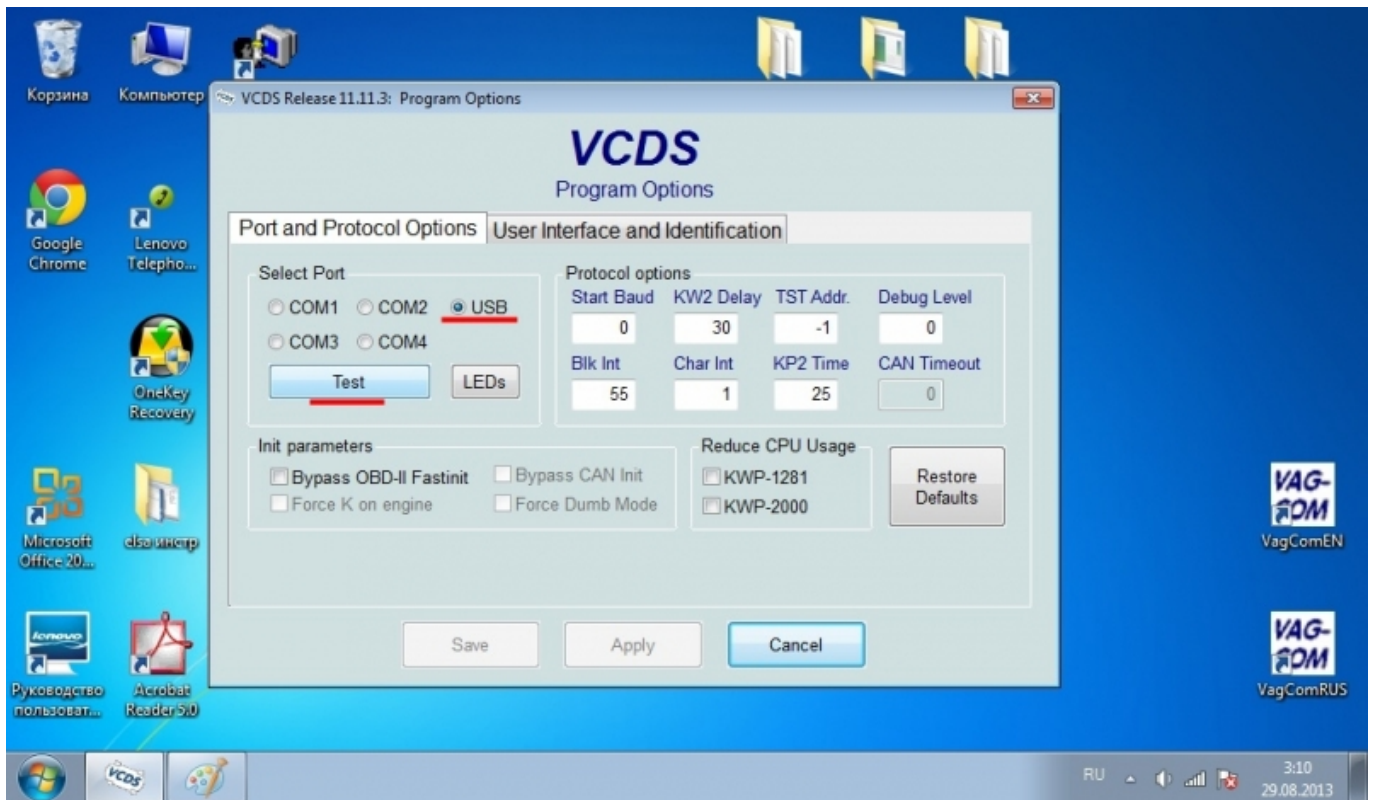 Корзина
Компьютер
VCDS Release 11.11.3: Program Options
VCDS
Program Options
Port and Protocol Options
User Interface and Identification
Select Port
COM1
COM2
USB
COM3
COM4
Test
LEDs
Protocol options
Start Baud
KW2 Delay
TST Addr.
Debug Level
0
30
-1
0
Blk Int
Char Int
KP2 Time
CAN Timeout
55
1
25
0
Init parameters
Bypass OBD-II Fastinit
Bypass CAN Init
Force K on engine
Force Dumb Mode
Reduce CPU Usage
KWP-1281
KWP-2000
Restore
Defaults
Save
Apply
Cancel
Google
Chrome
Lenovo
Telepho...
OneKey
Recovery
Microsoft
Office 20...
elsa инстр
lenovo
Руководство
пользоват...
Acrobat
Reader 5.0
VAG-
COM
VagComEN
VAG-
COM
VagComRUS
VCDS
RU
3:10
29.08.2013